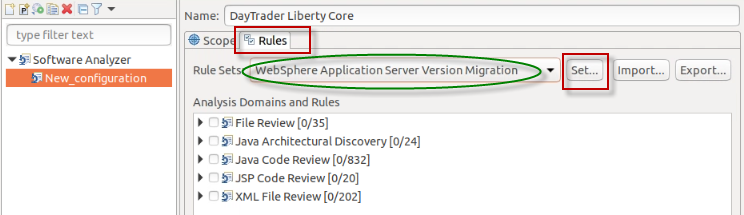 Name: DayTrader Liberty Core
type filter text
Software Analyzer
New_configuration
Scope Rules
Rule Sets: WebSphere Application Server Version Migration Set... Import... Export...
Analysis Domains and Rules
File Review [0/35]
Java Architectural Discovery [0/24]
Java Code Review [0/832]
JSP Code Review [0/20]
XML File Review [0/202]